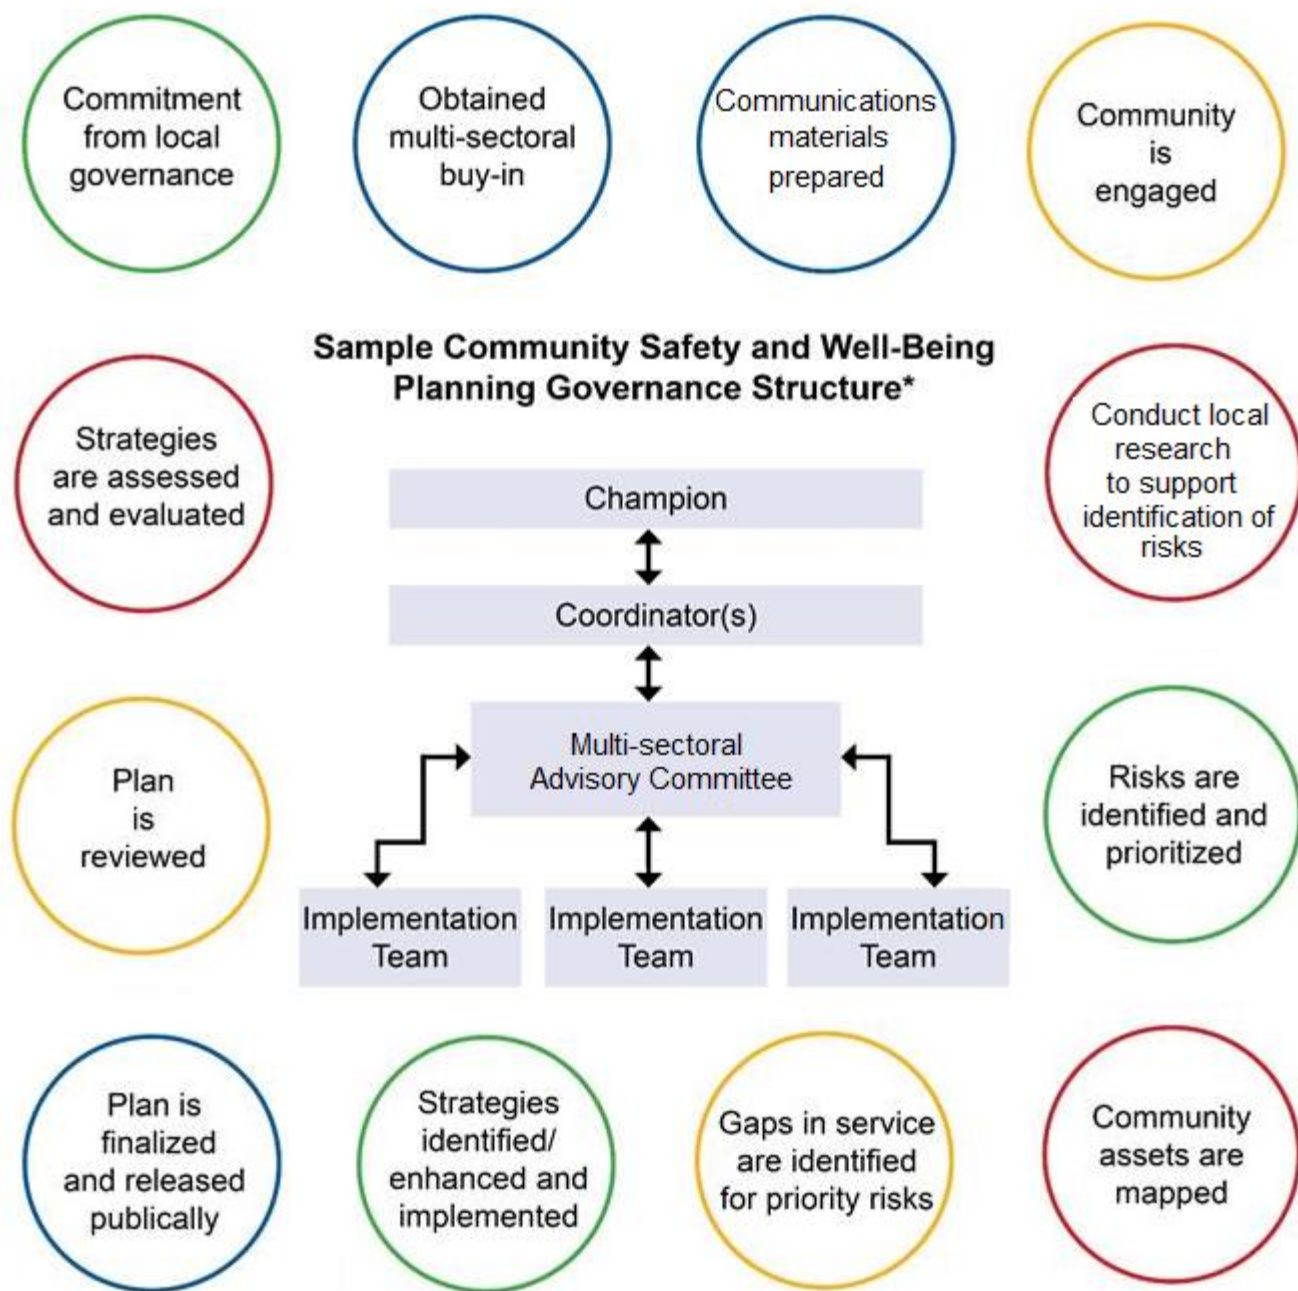 Commitment
from local
governance
Obtained
multi-sectoral
buy-in
Communications
materials
prepared
Community
is
engaged
Sample Community Safety and Well-Being
Planning Governance Structure*
Strategies
are assessed
and evaluated
Champion
Coordinator(s)
Multi-sectoral
Advisory Committee
Implementation
Team
Implementation
Team
Implementation
Team
Conduct local
research
to support
identification of
risks
Plan
is
reviewed
Risks are
identified and
prioritized
Plan is
finalized
and released
publically
Strategies
identified/
enhanced and
implemented
Gaps in service
are identified
for priority risks
Community
assets are
mapped